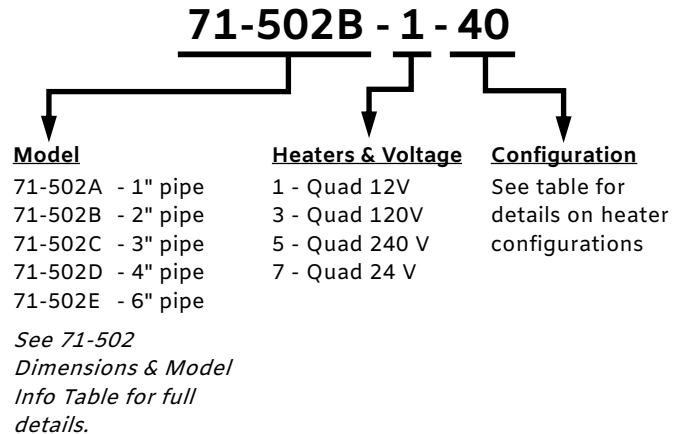 71-502B - 1 - 40
Model
71-502A - 1" pipe
71-502B - 2" pipe
71-502C - 3" pipe
71-502D - 4" pipe
71-502E - 6" pipe
See 71-502
Dimensions & Model
Info Table for full
details.
Heaters & Voltage
1 - Quad 12V
3 - Quad 120V
5 - Quad 240 V
7 - Quad 24 V
Configuration
See table for
details on heater
configurations